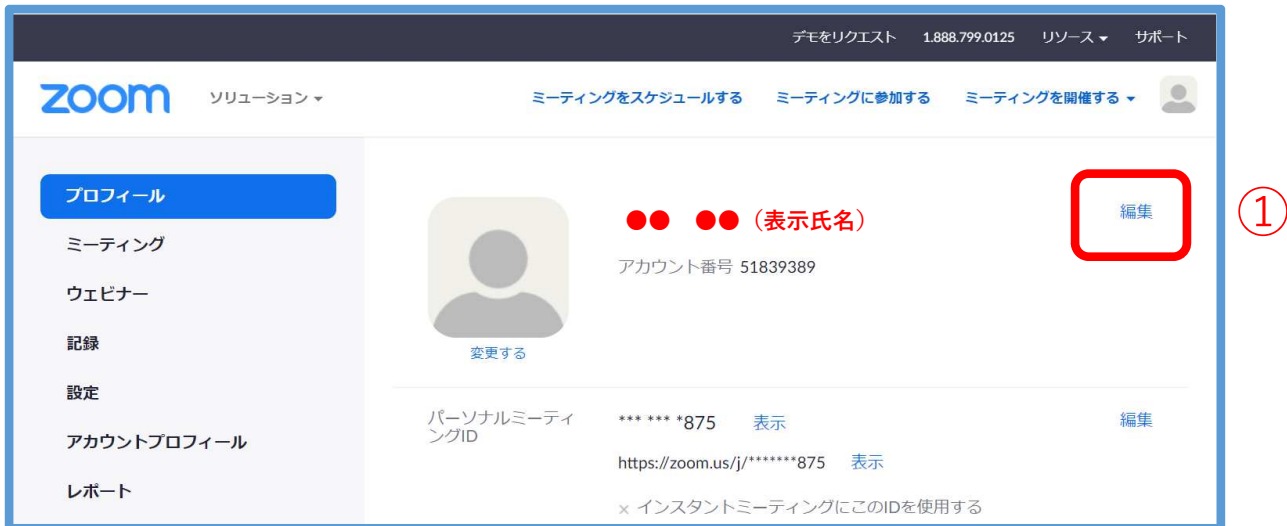 デモをリクエスト 1.888.799.0125 リソース サポート
zoom ソリューション ミーティングをスケジュールする ミーティングに参加する ミーティングを開催する
プロフィール
ミーティング
ウェビナー
記録
設定
アカウントプロフィール
レポート
変更する
●● ●●（表示氏名）
アカウント番号 51839389
編集
①
パーソナルミーティ
ングID
*** *** *875 表示
編集
https://zoom.us/j/*******875 表示
× インスタントミーティングにこのIDを使用する